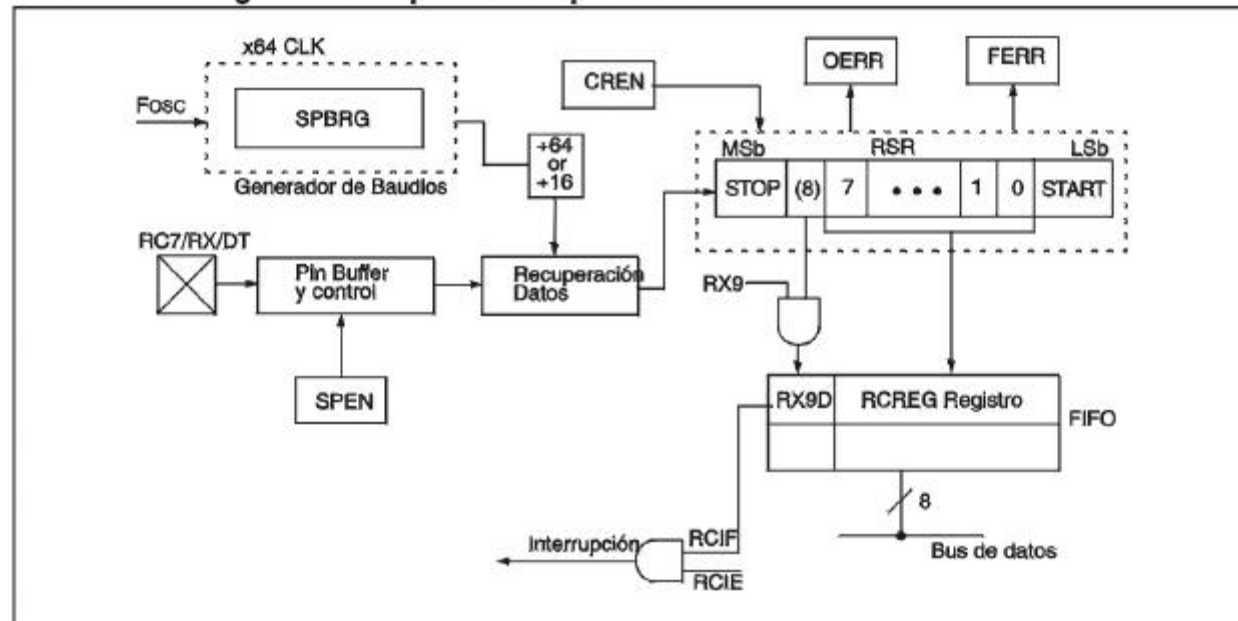 x64 CLK
Fosc
SPBRG
Generador de Baudios
+64
or
+16
CREN
OERR
FERR
MSb
RSR
LSb
STOP
(8)
7
• • •
1
0
START
RC7/RX/DT
Pin Buffer
y control
Recuperación
Datos
RX9
SPEN
RX9D
RCREG Registro
FIFO
8
Bus de datos
Interrupción
RCIF
RCIE